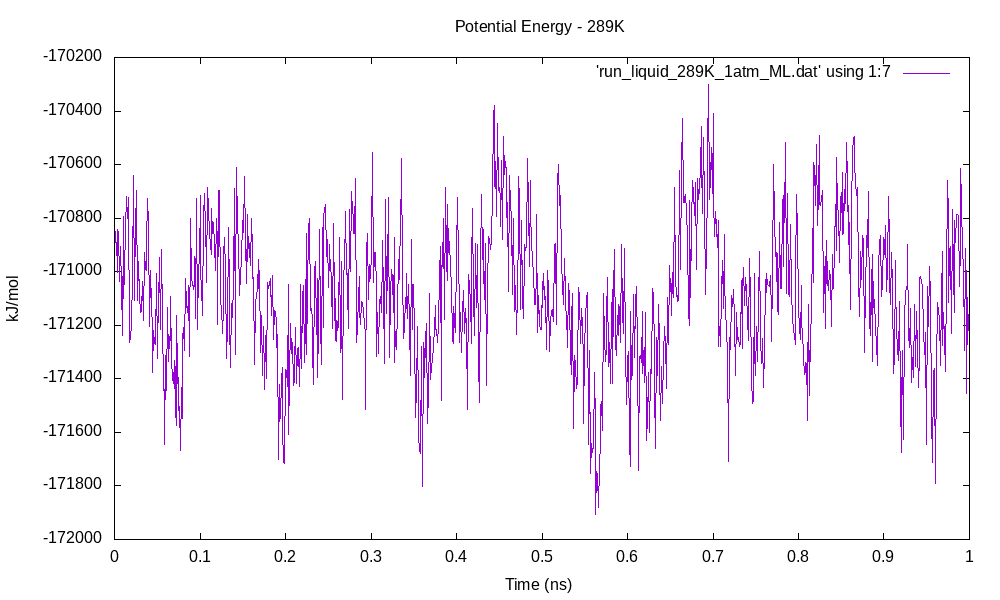 Potential Energy - 289K
'run_liquid_289K_1atm_ML.dat' using 1:7
-170200
-170400
-170600
-170800
-171000
-171200
-171400
-171600
-171800
-172000
kJ/mol
0 0.1 0.2 0.3 0.4 0.5 0.6 0.7 0.8 0.9 1
Time (ns)